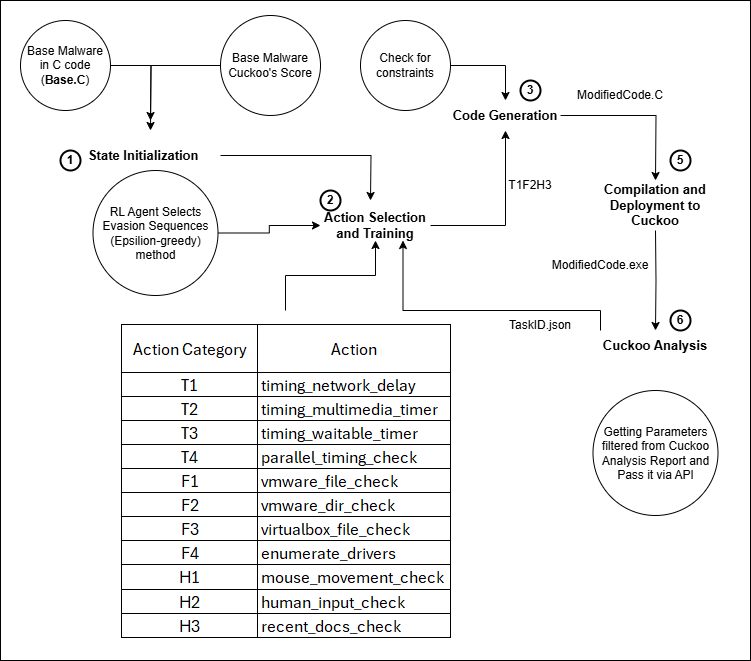 Base Malware
in C code
(Base.C)
Base Malware
Cuckoo's Score
Check for
constraints
3
Code Generation
ModifiedCode.C
1
State Initialization
5
Compilation and
Deployment to
Cuckoo
T1F2H3
2
Action Selection
and Training
RL Agent Selects
Evasion Sequences
(Epsilon-greedy)
method
ModifiedCode.exe
TaskID.json
6
Cuckoo Analysis
Getting Parameters
filtered from Cuckoo
Analysis Report and
Pass it via API
Action Category Action
T1 timing_network_delay
T2 timing_multimedia_timer
T3 timing_waitable_timer
T4 parallel_timing_check
F1 vmware_file_check
F2 vmware_dir_check
F3 virtualbox_file_check
F4 enumerate_drivers
H1 mouse_movement_check
H2 human_input_check
H3 recent_docs_check